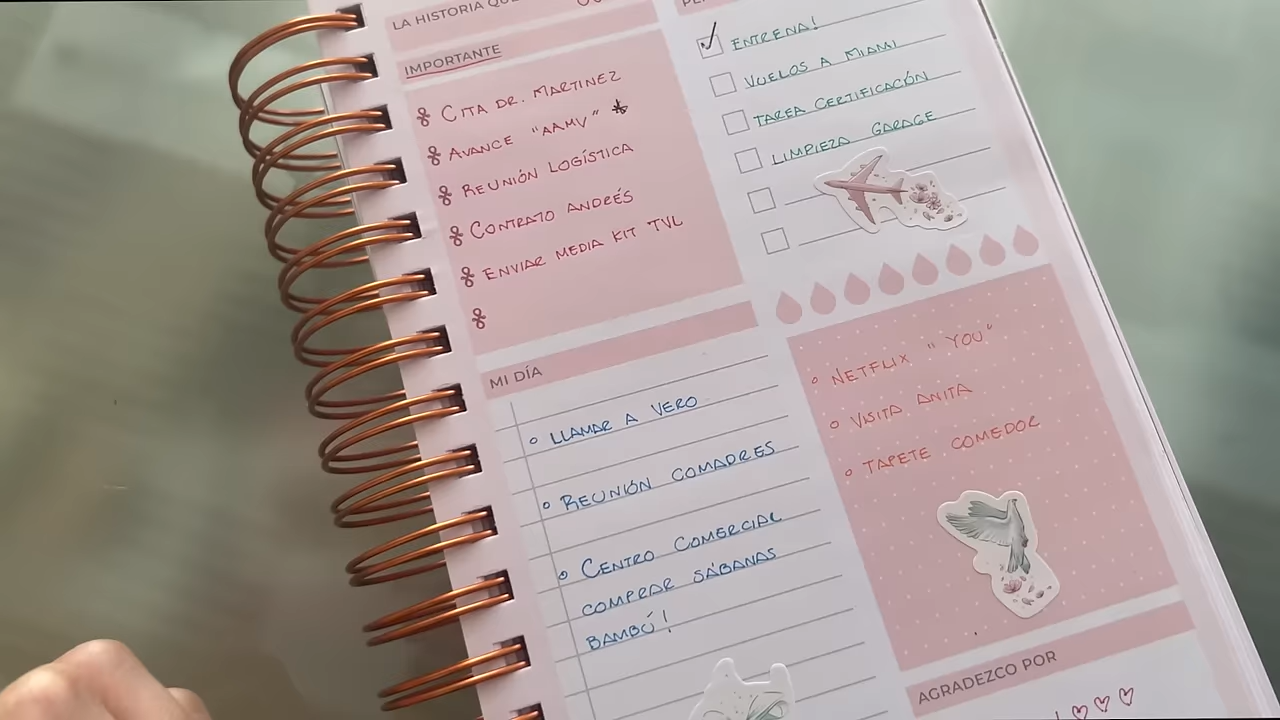 LA HISTORIA
IMPORTANTE
CITA DR. MARTINEZ
AVANCE "AAMV" *
REUNIÓN LOGÍSTICA
CONTRATO ANDRÉS
ENVIAR MEDIA KIT TVL
ENTRENA!
VUELOS A MIAMI
TAREA CERTIFICACIÓN
LIMPIEZA GARAGE
MI DÍA
LLAMAR A VERO
REUNIÓN COMADRES
CENTRO COMERCIAL
COMPRAR SÁBANAS
BAMBÚ!
NETFLIX "YOU"
VISITA ANITA
TAPETE COMEDOR
AGRADEZCO POR